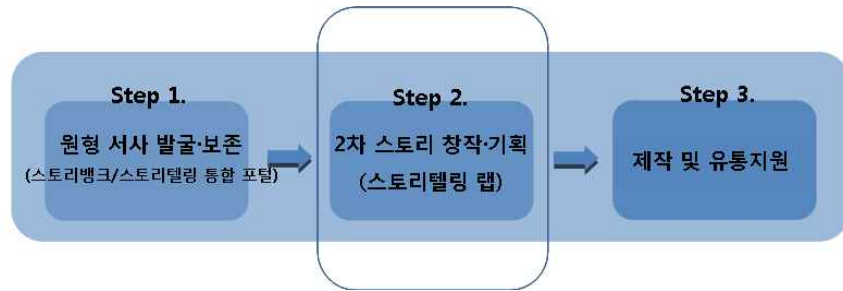 Step 1.
원형 서사 발굴·보존
(스토리뱅크/스토리텔링 통합 포털)
Step 2.
2차 스토리 창작·기획
(스토리텔링 랩)
Step 3.
제작 및 유통지원